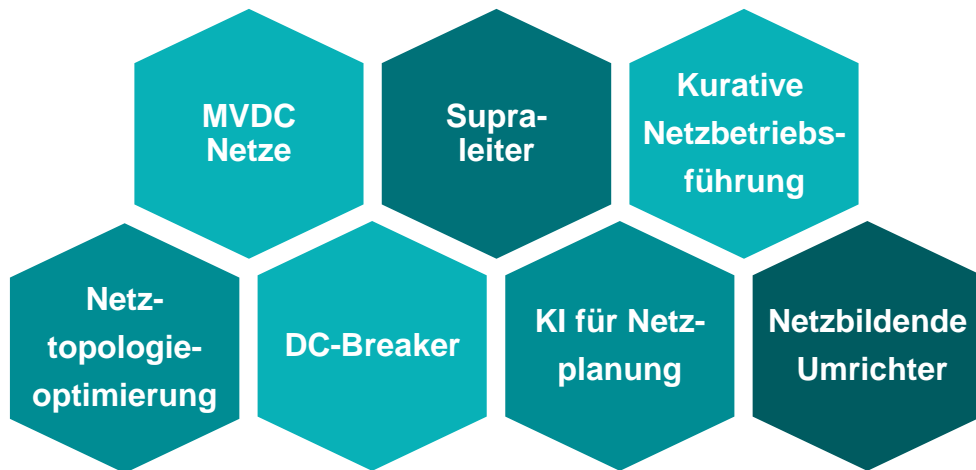 MVDC
Netze
Supra-
leiter
Kurative
Netzbetriebs-
führung
Netz-
topologie-
optimierung
DC-Breaker
KI für Netz-
planung
Netzbildende
Umrichter